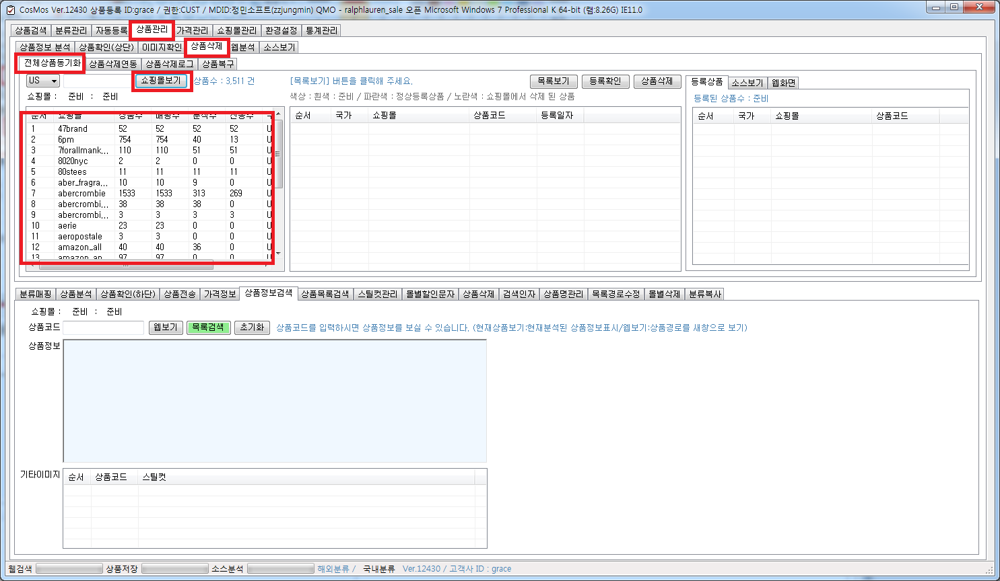 CosMos Ver.12430 상품등록 ID:grace / 권한:CUST / MDID:정민소프트(zzjungmin) QMO - ralphlauren_sale 오픈 Microsoft Windows 7 Professional K 64-bit (램:8.26G) IE11.0
상품검색 분류관리 자동등록 상품관리 가격관리 쇼핑몰관리 환경설정 통계관리
상품정보 분석 상품확인(상단) 이미지확인 상품삭제 웹분석 소스보기
전체상품동기화 상품삭제연동 상품삭제로그 상품복구
US 쇼핑몰보기 상품수 : 3,511 건 [목록보기] 버튼을 클릭해 주세요. 목록보기 등록확인 상품삭제 등록상품 소스보기 웹화면
쇼핑몰 : 준비 : 준비 색상 : 흰색 : 준비 / 파란색 : 정상등록상품 / 노란색 : 쇼핑몰에서 삭제 된 상품 등록된 상품수 : 준비
순서 쇼핑몰 상품수 매핑수 분석수 전송수 순서 국가 쇼핑몰 상품코드 등록일자 순서 국가 쇼핑몰 상품코드
1 47brand 52 52 52 52 U
2 6pm 754 754 40 13 U
3 7forallmank... 110 110 51 51 U
4 8020nyc 2 2 0 0 U
5 80stees 11 11 11 11 U
6 aber_fragra... 10 10 9 0 U
7 abercrombie 1533 1533 313 269 U
8 abercrombi... 38 38 38 0 U
9 abercrombi... 3 3 3 3 U
10 aerie 23 23 0 0 U
11 aeropostale 3 3 0 0 U
12 amazon_all 40 40 36 0 U
13 amazon_ap 97 97 0 0
분류매핑 상품분석 상품확인(하단) 상품전송 가격정보 상품정보검색 상품목록검색 스틸컷관리 몰별할인문자 상품삭제 검색인자 상품명관리 목록경로수정 몰별삭제 분류복사
쇼핑몰 : 준비 : 준비
상품코드 웹보기 목록검색 초기화 상품코드를 입력하시면 상품정보를 보실 수 있습니다. (현재상품보기:현재분석된 상품정보표시/웹보기:상품경로를 새창으로 보기)
상품정보
기타이미지 순서 상품코드 스틸컷
웹검색 상품저장 소스분석 해외분류 / 국내분류 Ver.12430 / 고객사 ID : grace